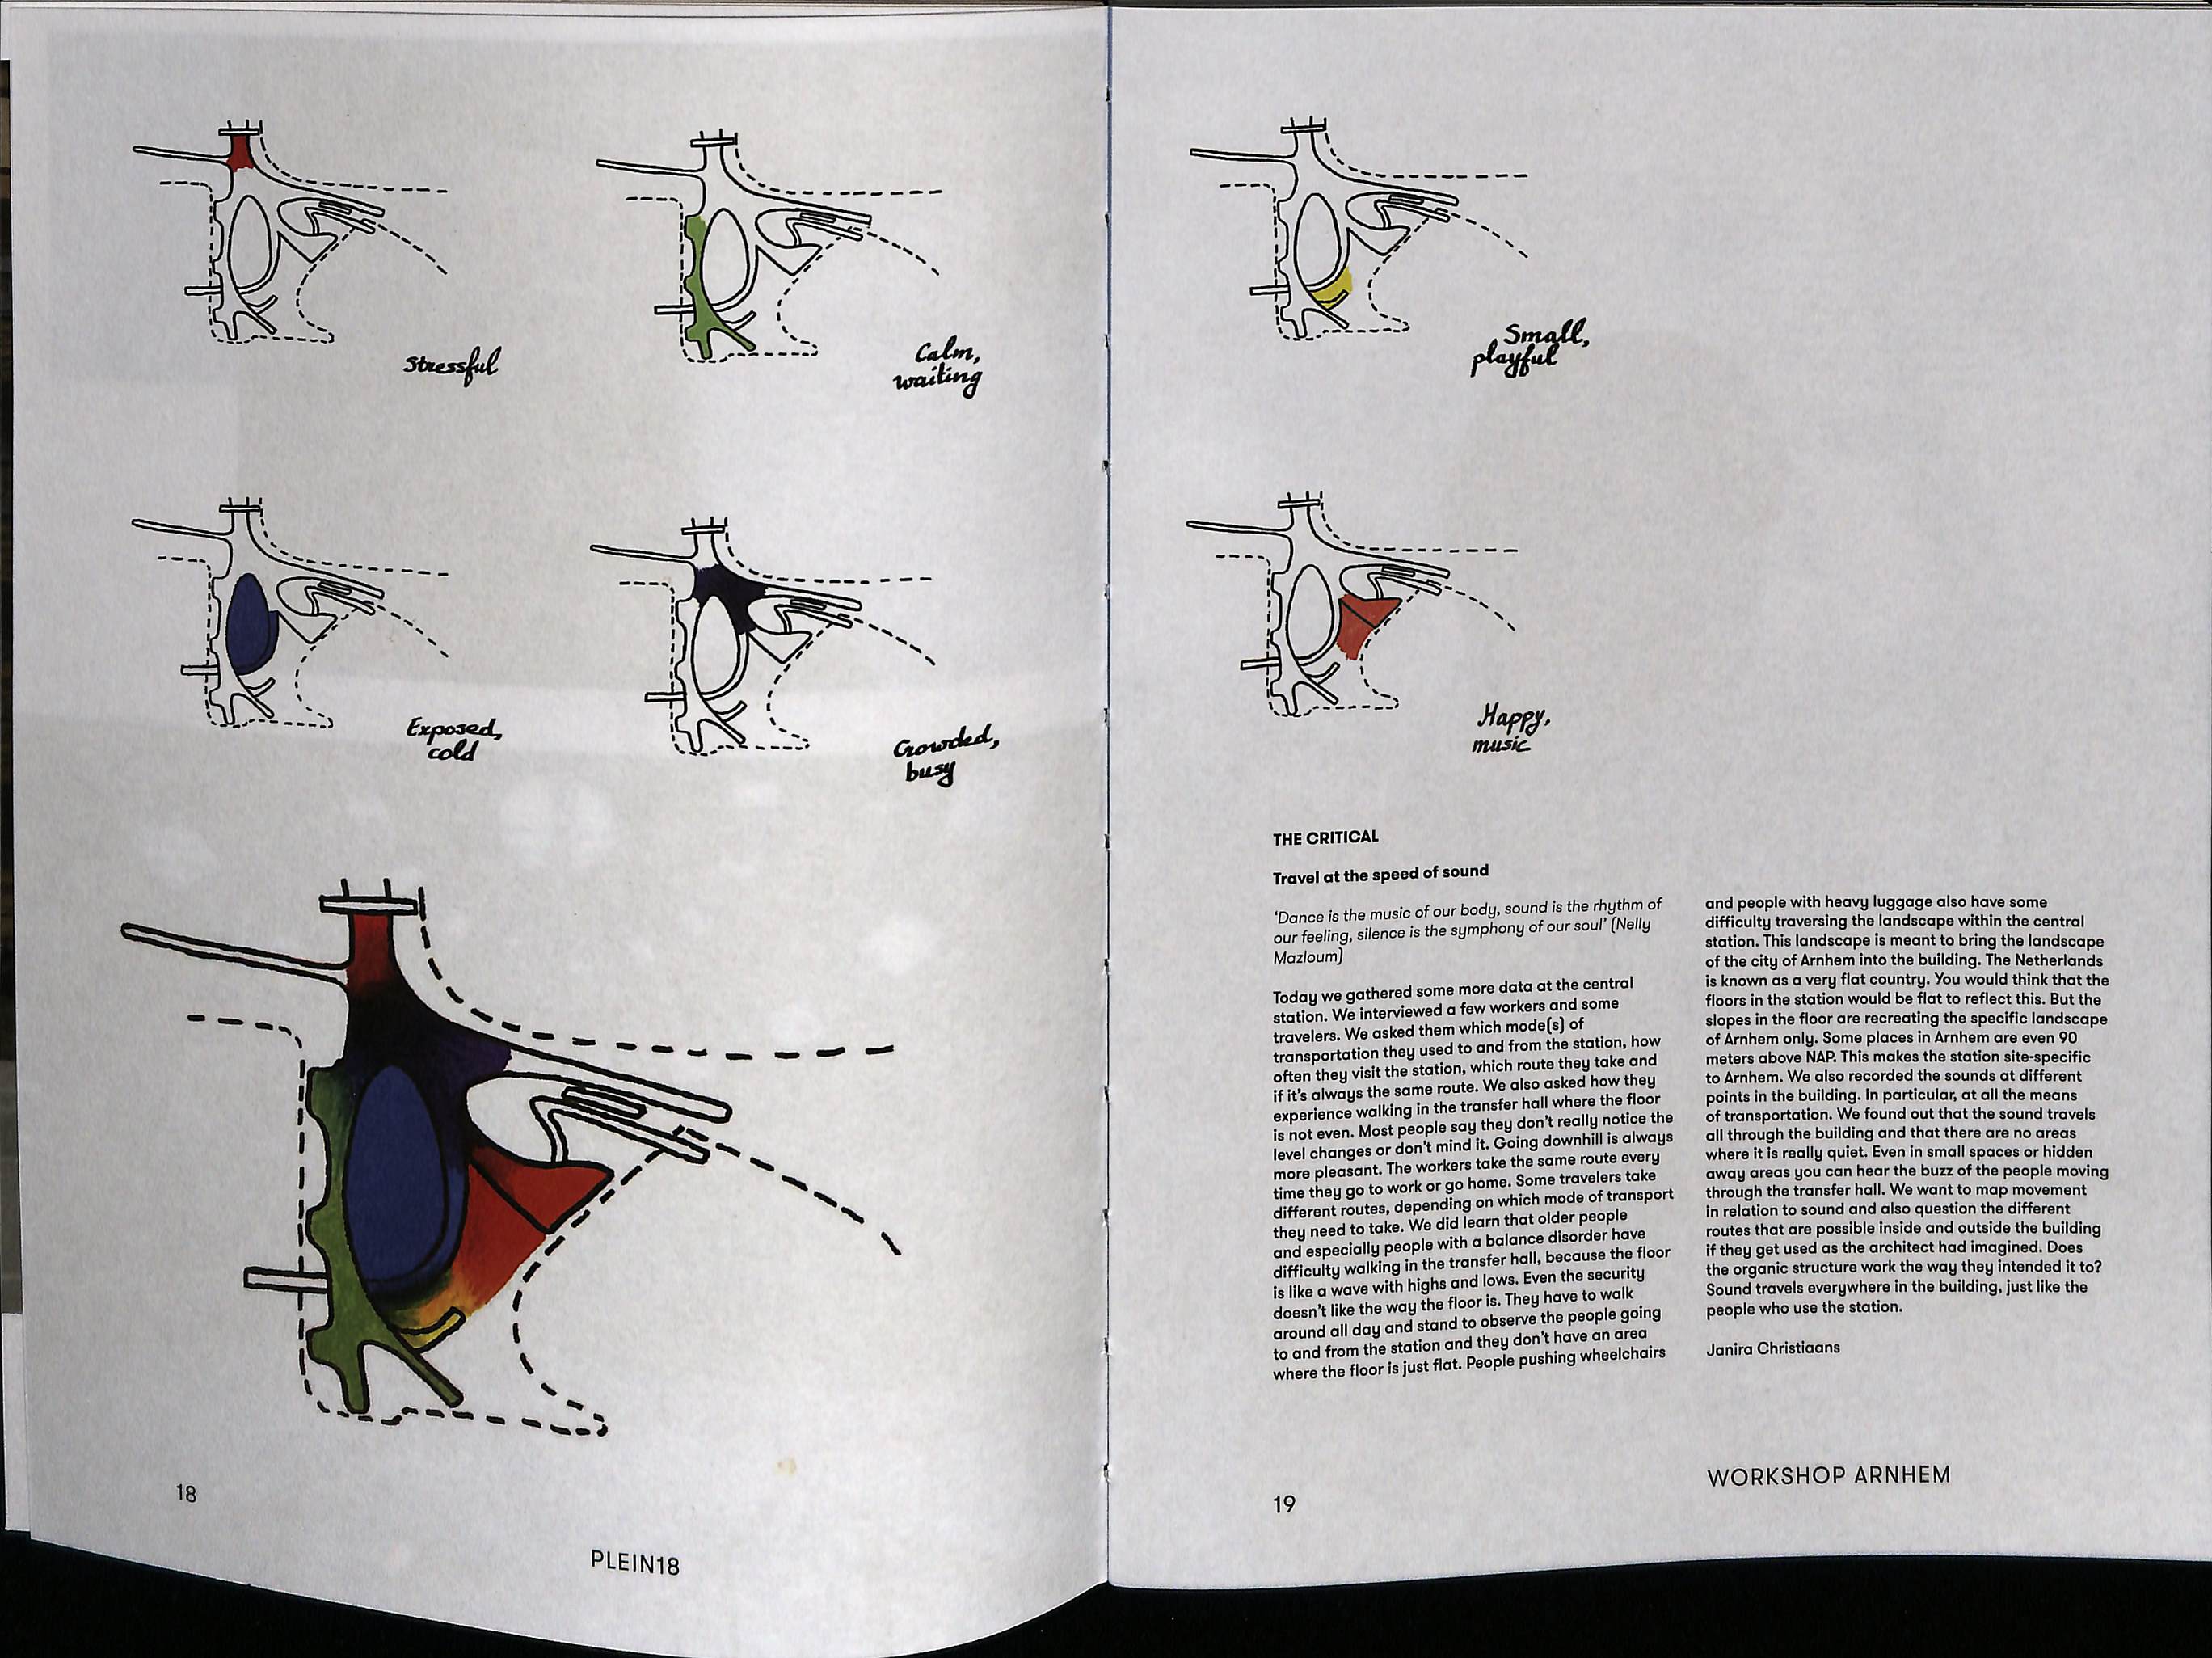 Stressful
Calm,
waiting
Exposed,
cold
Crowded,
busy
18
PLEIN18
Small,
playful
Happy,
music
THE CRITICAL
Travel at the speed of sound
'Dance is the music of our body, sound is the rhythm of
our feeling, silence is the symphony of our soul' (Nelly
Mazloum)
Today we gathered some more data at the central
station. We interviewed a few workers and some
travelers. We asked them which mode(s) of
transportation they used to and from the station, how
often they visit the station, which route they take and
if it's always the same route. We also asked how they
experience walking in the transfer hall where the floor
is not even. Most people say they don't really notice the
level changes or don't mind it. Going downhill is always
more pleasant. The workers take the same route every
time they go to work or go home. Some travelers take
different routes, depending on which mode of transport
they need to take. We did learn that older people
and especially people with a balance disorder have
difficulty walking in the transfer hall, because the floor
is like a wave with highs and lows. Even the security
doesn't like the way the floor is. They have to walk
around all day and stand to observe the people going
to and from the station and they don't have an area
where the floor is just flat. People pushing wheelchairs
and people with heavy luggage also have some
difficulty traversing the landscape within the central
station. This landscape is meant to bring the landscape
of the city of Arnhem into the building. The Netherlands
is known as a very flat country. You would think that the
floors in the station would be flat to reflect this. But the
slopes in the floor are recreating the specific landscape
of Arnhem only. Some places in Arnhem are even 90
meters above NAP. This makes the station site-specific
to Arnhem. We also recorded the sounds at different
points in the building. In particular, at all the means
of transportation. We found out that the sound travels
all through the building and that there are no areas
where it is really quiet. Even in small spaces or hidden
away areas you can hear the buzz of the people moving
through the transfer hall. We want to map movement
in relation to sound and also question the different
routes that are possible inside and outside the building
if they get used as the architect had imagined. Does
the organic structure work the way they intended it to?
Sound travels everywhere in the building, just like the
people who use the station.
Janira Christiaans
19
WORKSHOP ARNHEM